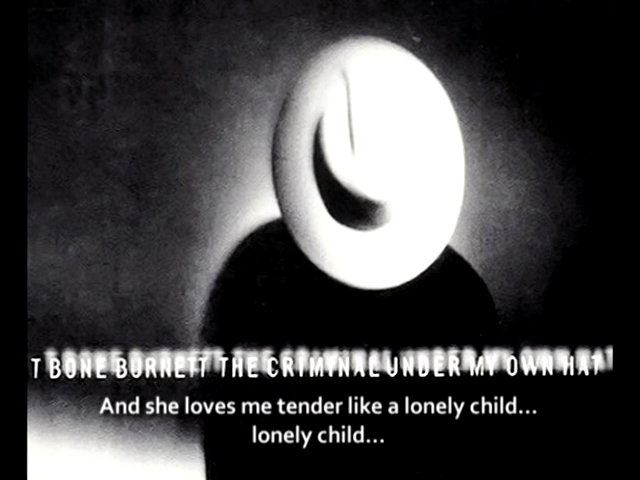 T BONE BURNETT THE CRIMINAL UNDER MY OWN HAT
And she loves me tender like a lonely child...
lonely child...